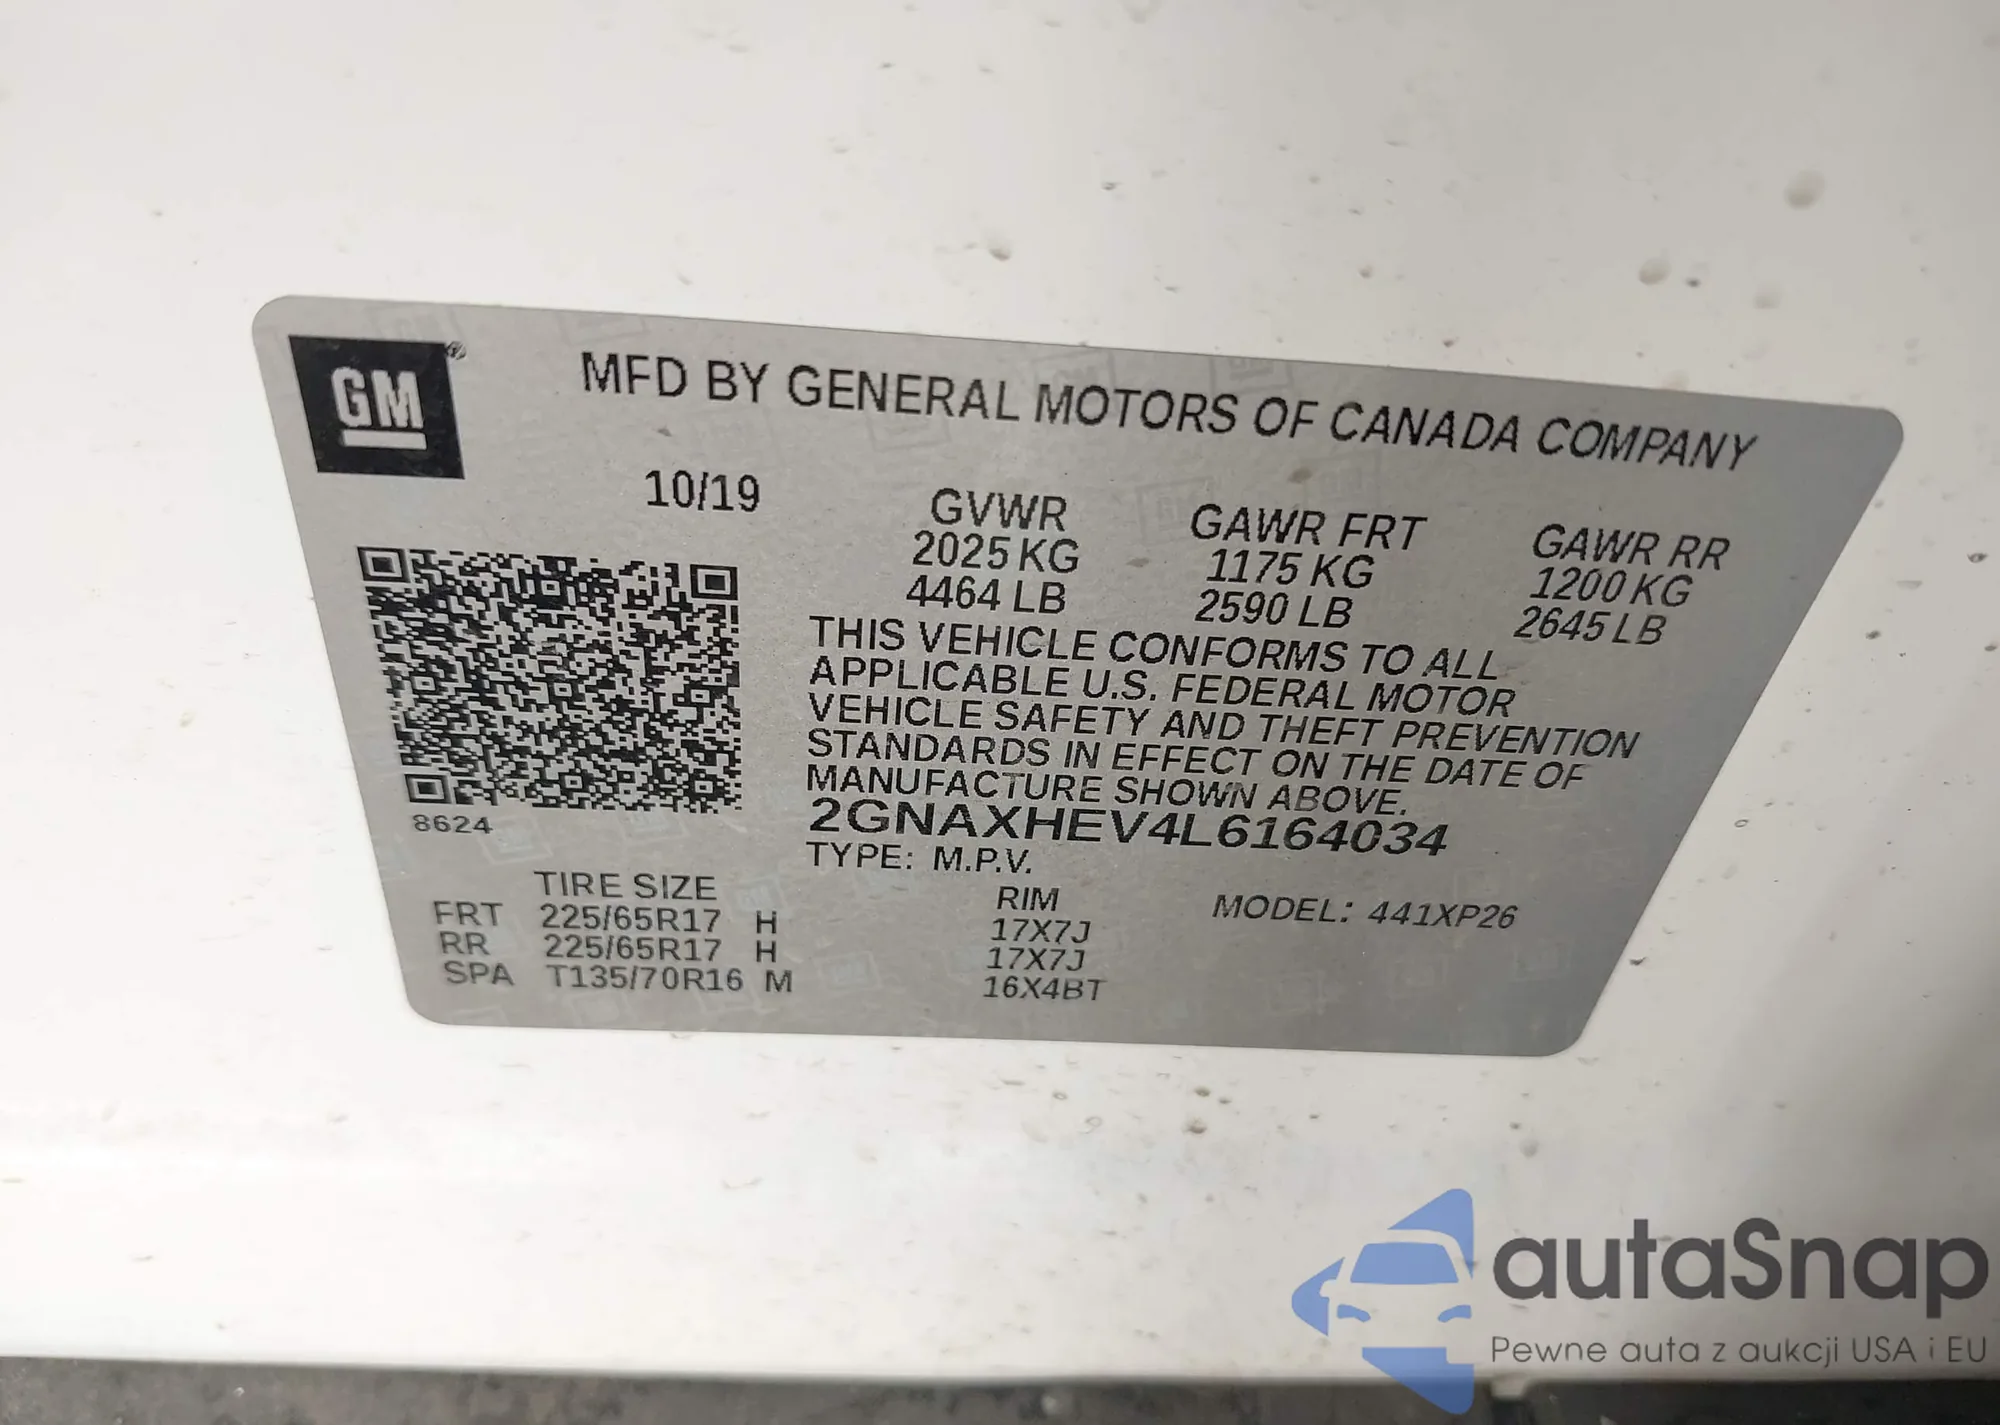 GM®
MFD BY GENERAL MOTORS OF CANADA COMPANY
10/19
GVWR GAWR FRT GAWR RR
2025 KG 1175 KG 1200 KG
4464 LB 2590 LB 2645 LB
THIS VEHICLE CONFORMS TO ALL
APPLICABLE U.S. FEDERAL MOTOR
VEHICLE SAFETY AND THEFT PREVENTION
STANDARDS IN EFFECT ON THE DATE OF
MANUFACTURE SHOWN ABOVE.
2GNAXHEV4L6164034
8624
TYPE: M.P.V.
TIRE SIZE RIM MODEL: 441XP26
FRT 225/65R17 H 17X7J
RR 225/65R17 H 17X7J
SPA T135/70R16 M 16X4BT
autaSnap
Pewne auta z aukcji USA i EU